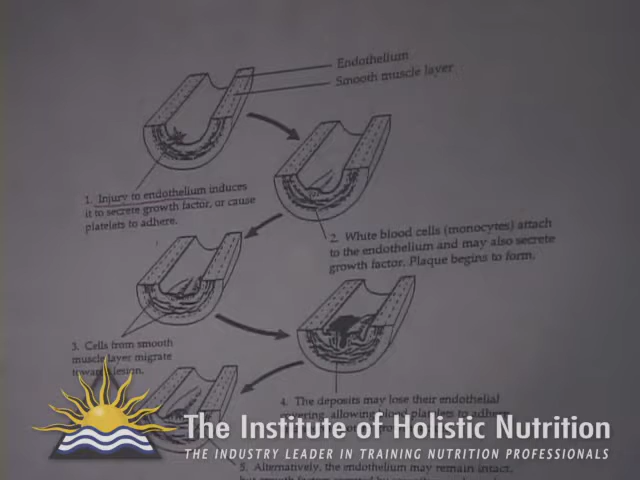 Endothelium
Smooth muscle layer
1. Injury to endothelium induces
it to secrete growth factor, or cause
platelets to adhere.
2. White blood cells (monocytes) attach
to the endothelium and may also secrete
growth factor. Plaque begins to form.
3. Cells from smooth
muscle layer migrate
toward lesion.
4. The deposits may lose their endothelial
covering, allowing blood platelets to adhere
The Institute of Holistic Nutrition
THE INDUSTRY LEADER IN TRAINING NUTRITION PROFESSIONALS
5. Alternatively, the endothelium may remain intact,